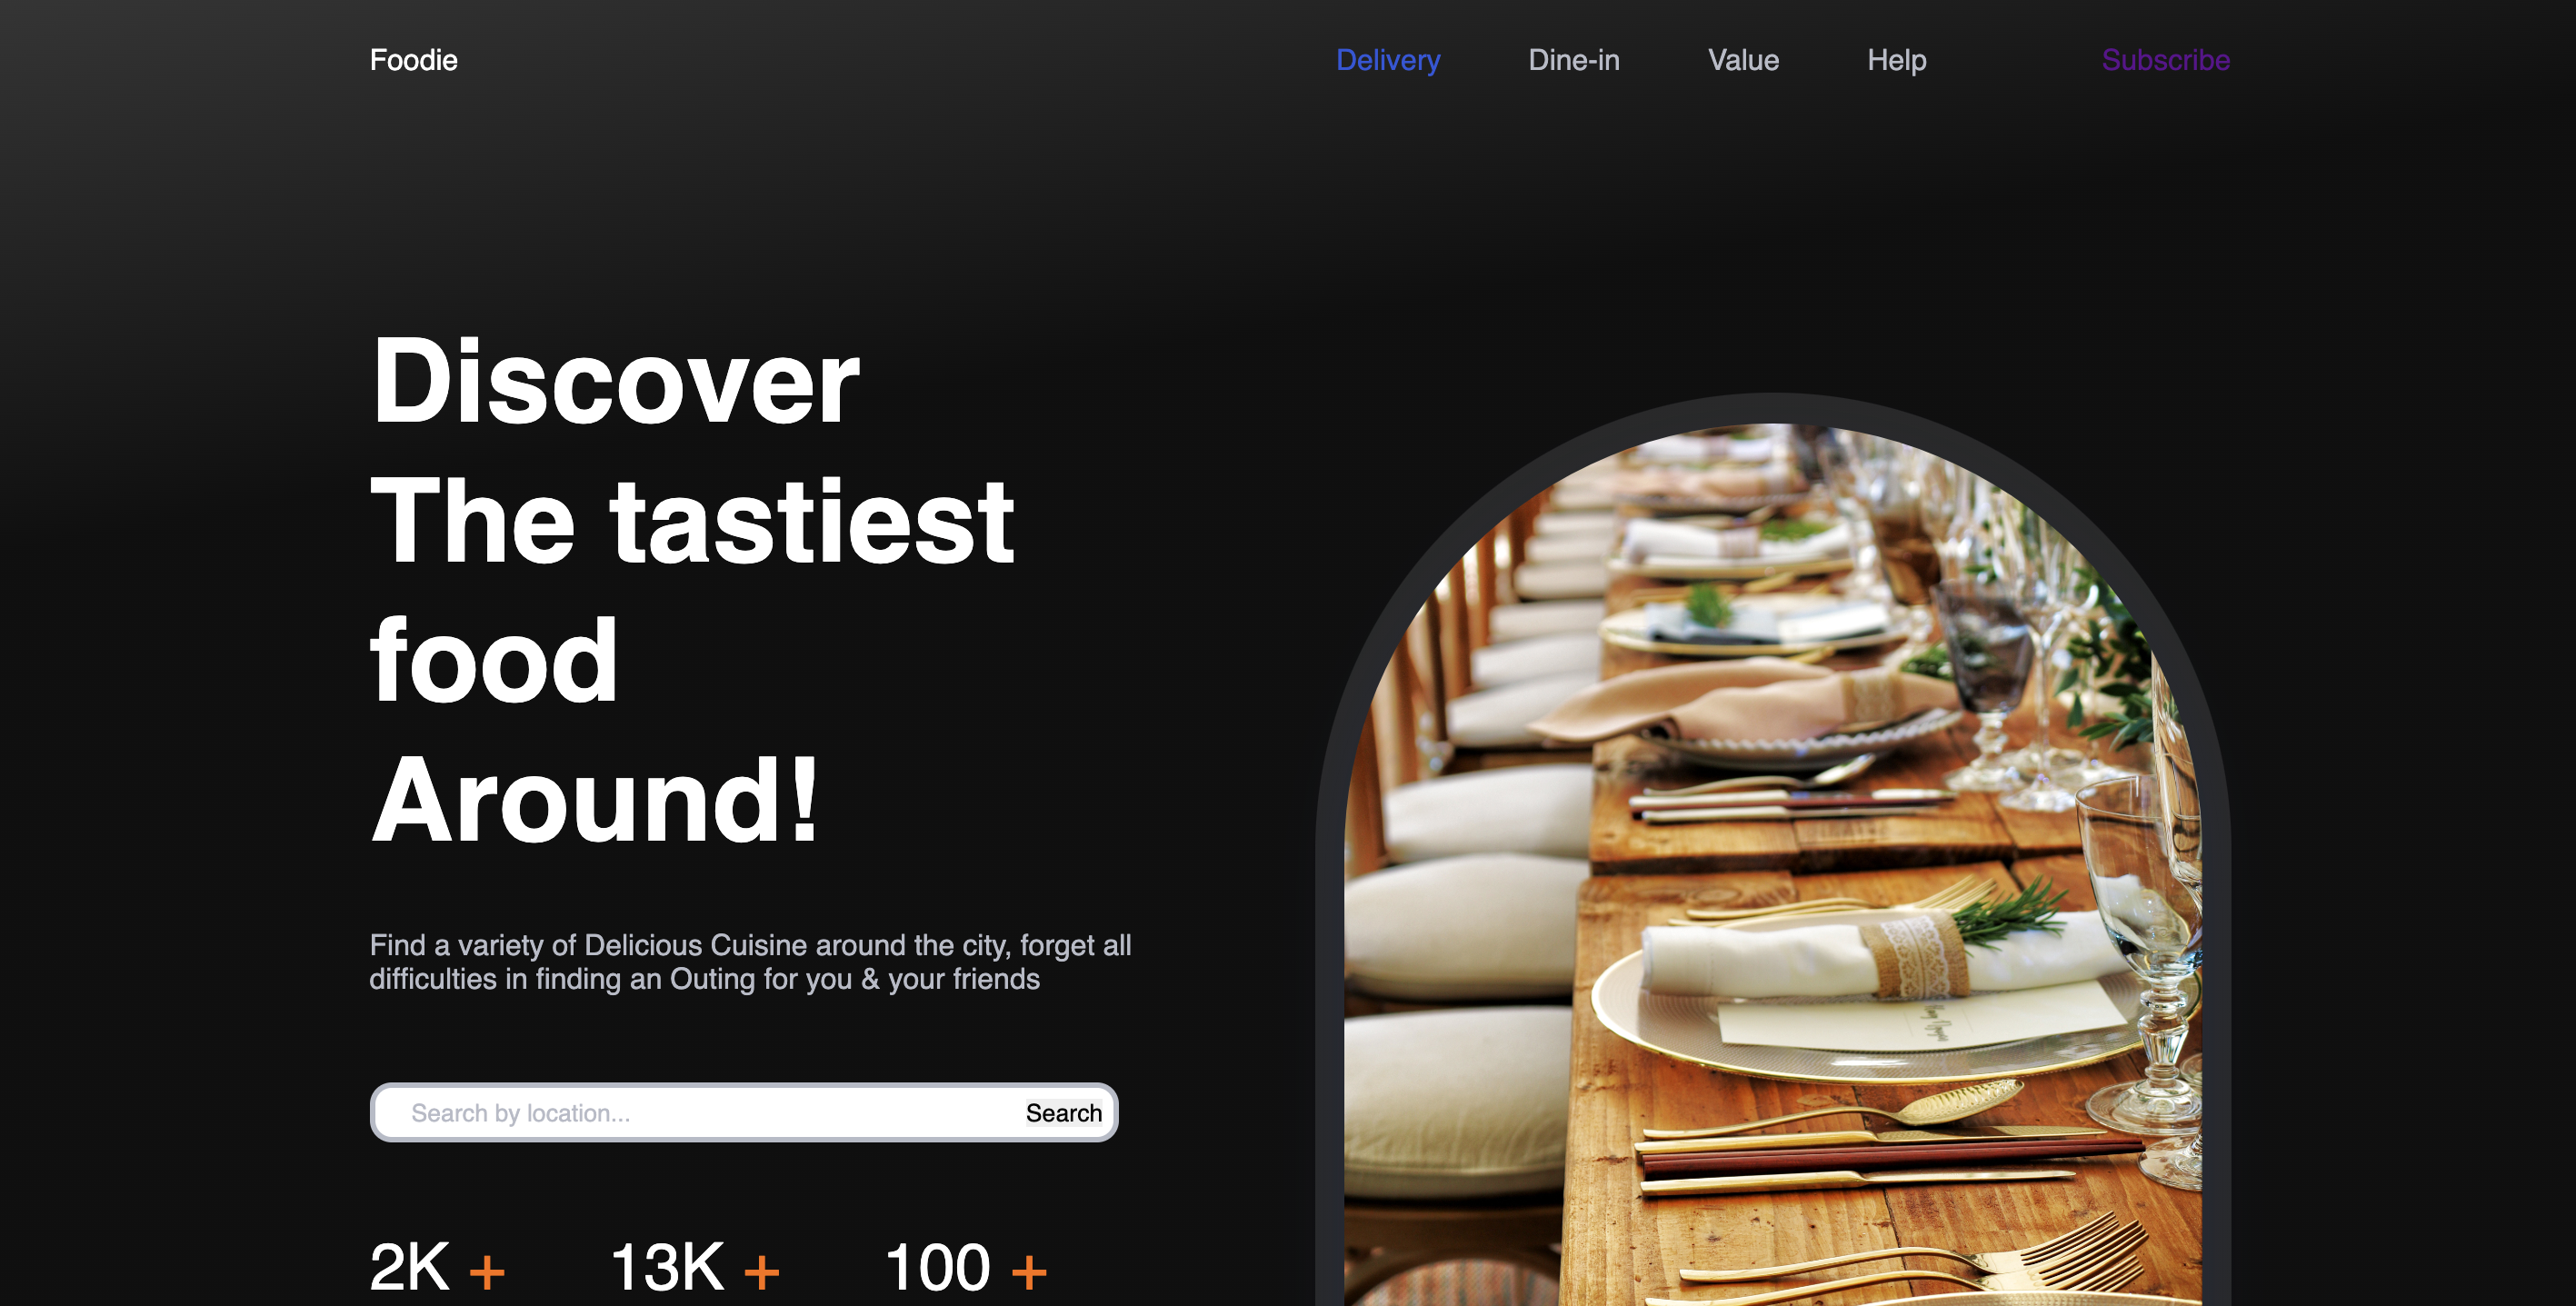 Foodie
Delivery
Dine-in
Value
Help
Subscribe
Discover
The tastiest
food
Around!
Find a variety of Delicious Cuisine around the city, forget all
difficulties in finding an Outing for you & your friends
Search by location...
Search
2K +
13K +
100 +